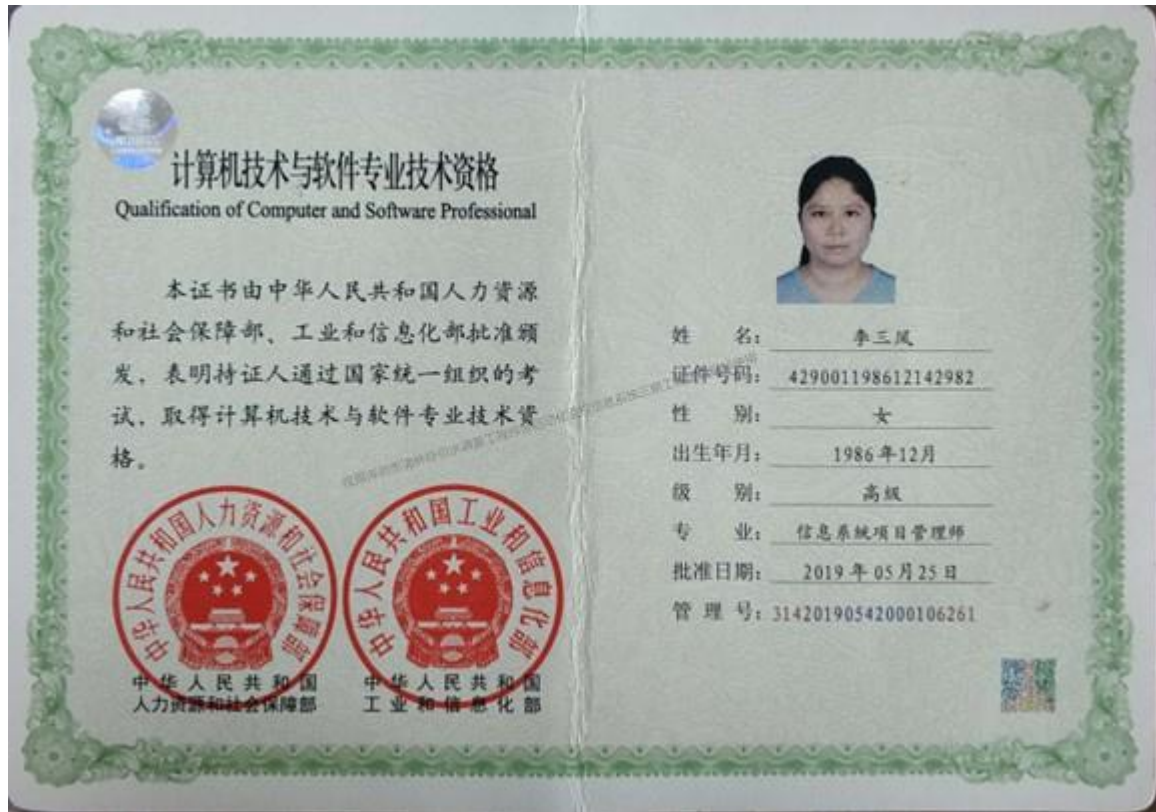 计算机技术与软件专业技术资格
Qualification of Computer and Software Professional
本证书由中华人民共和国人力资源
和社会保障部、工业和信息化部批准颁
发，表明持证人通过国家统一组织的考
试，取得计算机技术与软件专业技术资
格。
中华人民共和国人力资源和社会保障部
中华人民共和国工业和信息化部
中华人民共和国
人力资源和社会保障部
中华人民共和国
工业和信息化部
姓 名： 李三凤
证件号码： 429001198612142982
性 别： 女
出生年月： 1986年12月
级 别： 高级
专 业： 信息系统项目管理师
批准日期： 2019年05月25日
管 理 号： 31420190542000106261